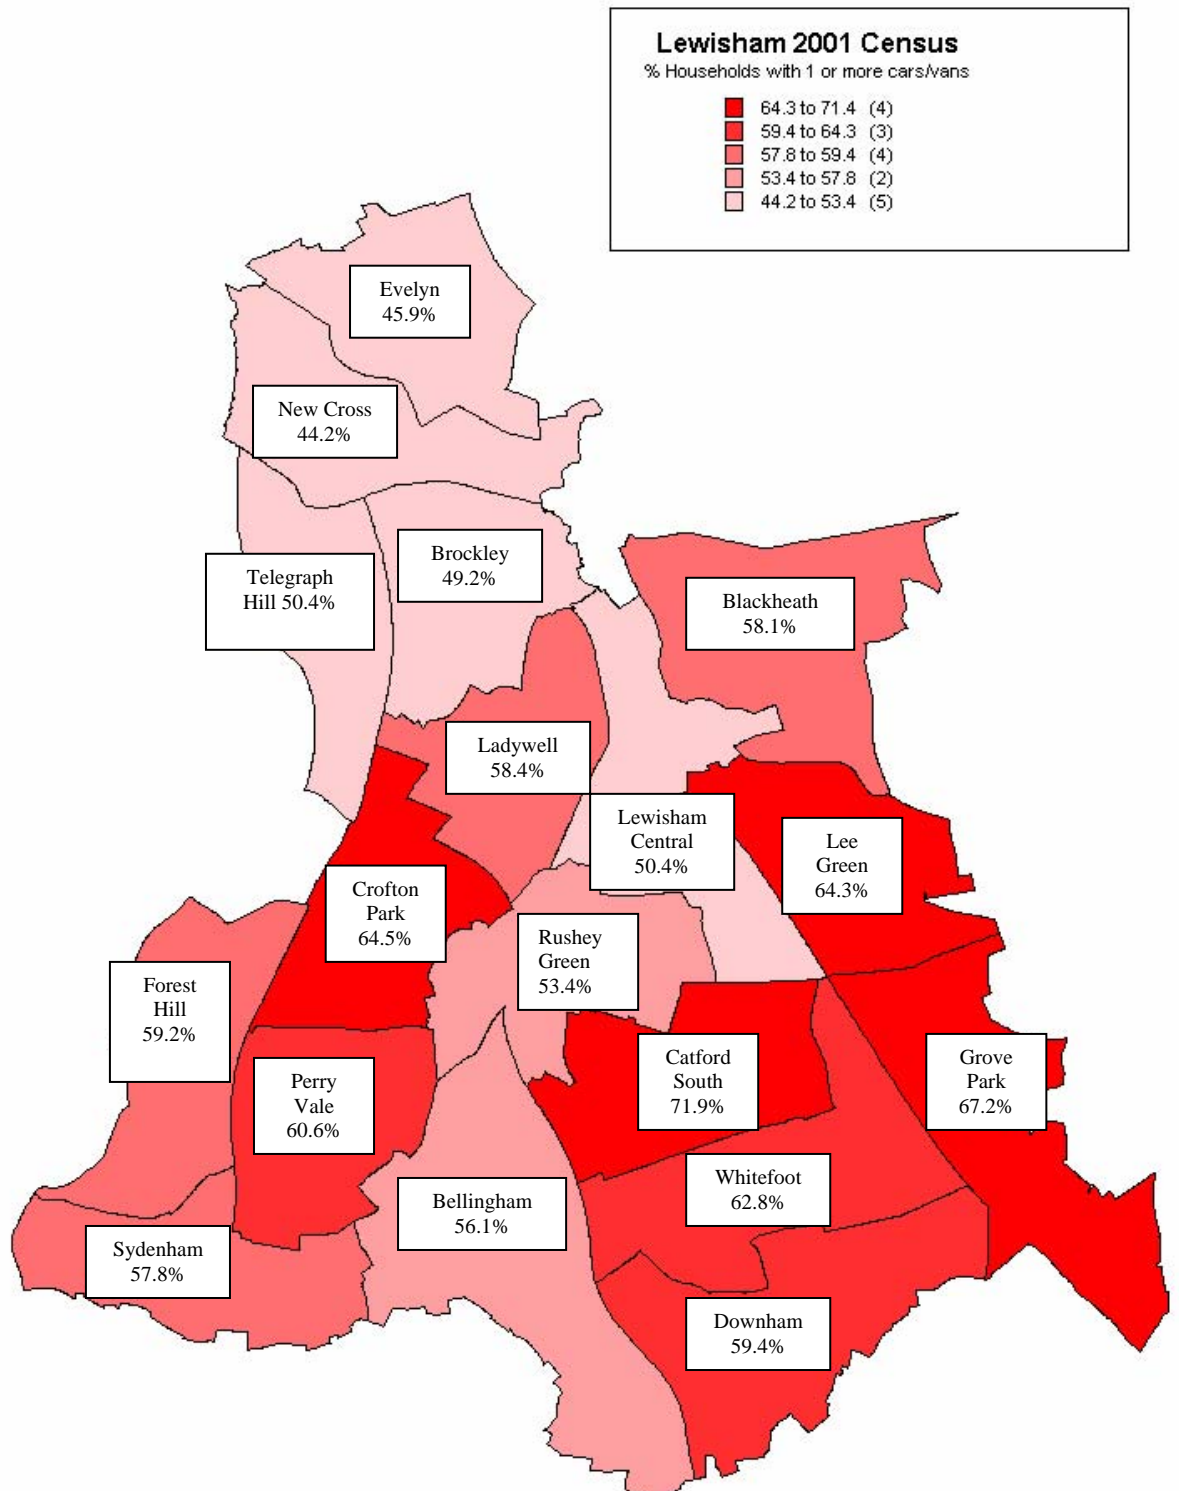 Lewisham 2001 Census
% Households with 1 or more cars/vans
64.3 to 71.4 (4)
59.4 to 64.3 (3)
57.8 to 59.4 (4)
53.4 to 57.8 (2)
44.2 to 53.4 (5)
Evelyn
45.9%
New Cross
44.2%
Brockley
49.2%
Telegraph
Hill 50.4%
Blackheath
58.1%
Ladywell
58.4%
Lewisham
Central
50.4%
Lee
Green
64.3%
Crofton
Park
64.5%
Rushey
Green
53.4%
Forest
Hill
59.2%
Perry
Vale
60.6%
Catford
South
71.9%
Grove
Park
67.2%
Whitefoot
62.8%
Bellingham
56.1%
Sydenham
57.8%
Downham
59.4%